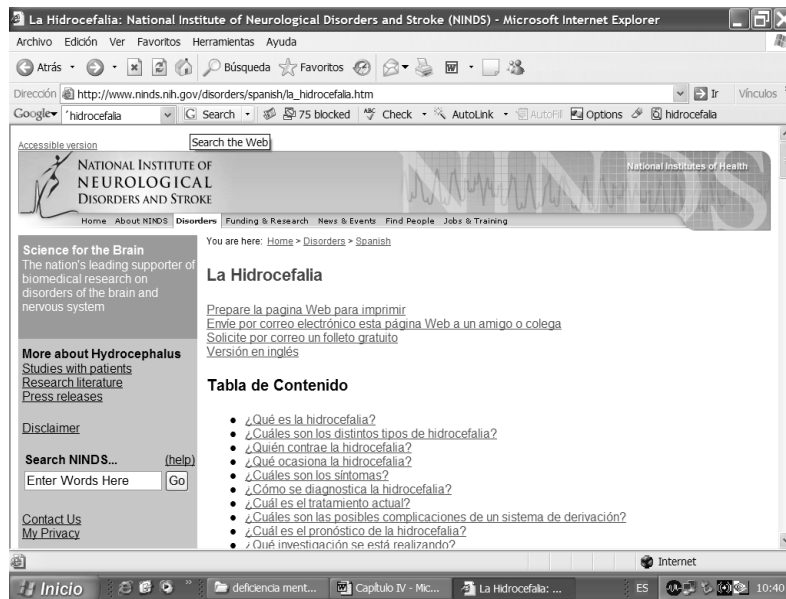 La Hidrocefalia: National Institute of Neurological Disorders and Stroke (NINDS) - Microsoft Internet Explorer
Archivo Edición Ver Favoritos Herramientas Ayuda
Atrás Búsqueda Favoritos
Dirección http://www.ninds.nih.gov/disorders/spanish/la_hidrocefalia.htm Ir Vínculos
Google hidrocefalia Search 75 blocked Check AutoLink AutoFill Options hidrocefalia
Search the Web
Accessible version
NATIONAL INSTITUTE OF
NEUROLOGICAL
DISORDERS AND STROKE
NINDS
National Institutes of Health
Home About NINDS Disorders Funding & Research News & Events Find People Jobs & Training
You are here: Home > Disorders > Spanish
Science for the Brain
The nation's leading supporter of
biomedical research on
disorders of the brain and
nervous system
More about Hydrocephalus
Studies with patients
Research literature
Press releases
Disclaimer
Search NINDS... (help)
Enter Words Here Go
Contact Us
My Privacy
La Hidrocefalia
Prepare la pagina Web para imprimir
Envíe por correo electrónico esta página Web a un amigo o colega
Solicite por correo un folleto gratuito
Versión en inglés
Tabla de Contenido
¿Qué es la hidrocefalia?
¿Cuáles son los distintos tipos de hidrocefalia?
¿Quién contrae la hidrocefalia?
¿Qué ocasiona la hidrocefalia?
¿Cuáles son los síntomas?
¿Cómo se diagnostica la hidrocefalia?
¿Cuál es el tratamiento actual?
¿Cuáles son las posibles complicaciones de un sistema de derivación?
¿Cuál es el pronóstico de la hidrocefalia?
¿Qué investigación se está realizando?
Internet
Inicio deficiencia ment... Capítulo IV - Mic... La Hidrocefalia: ... ES 10:40